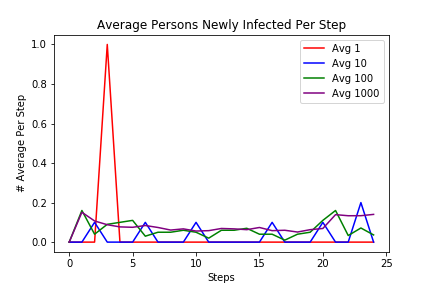 Average Persons Newly Infected Per Step
# Average Per Step
1.0
0.8
0.6
0.4
0.2
0.0
Avg 1
Avg 10
Avg 100
Avg 1000
0 5 10 15 20 25
Steps